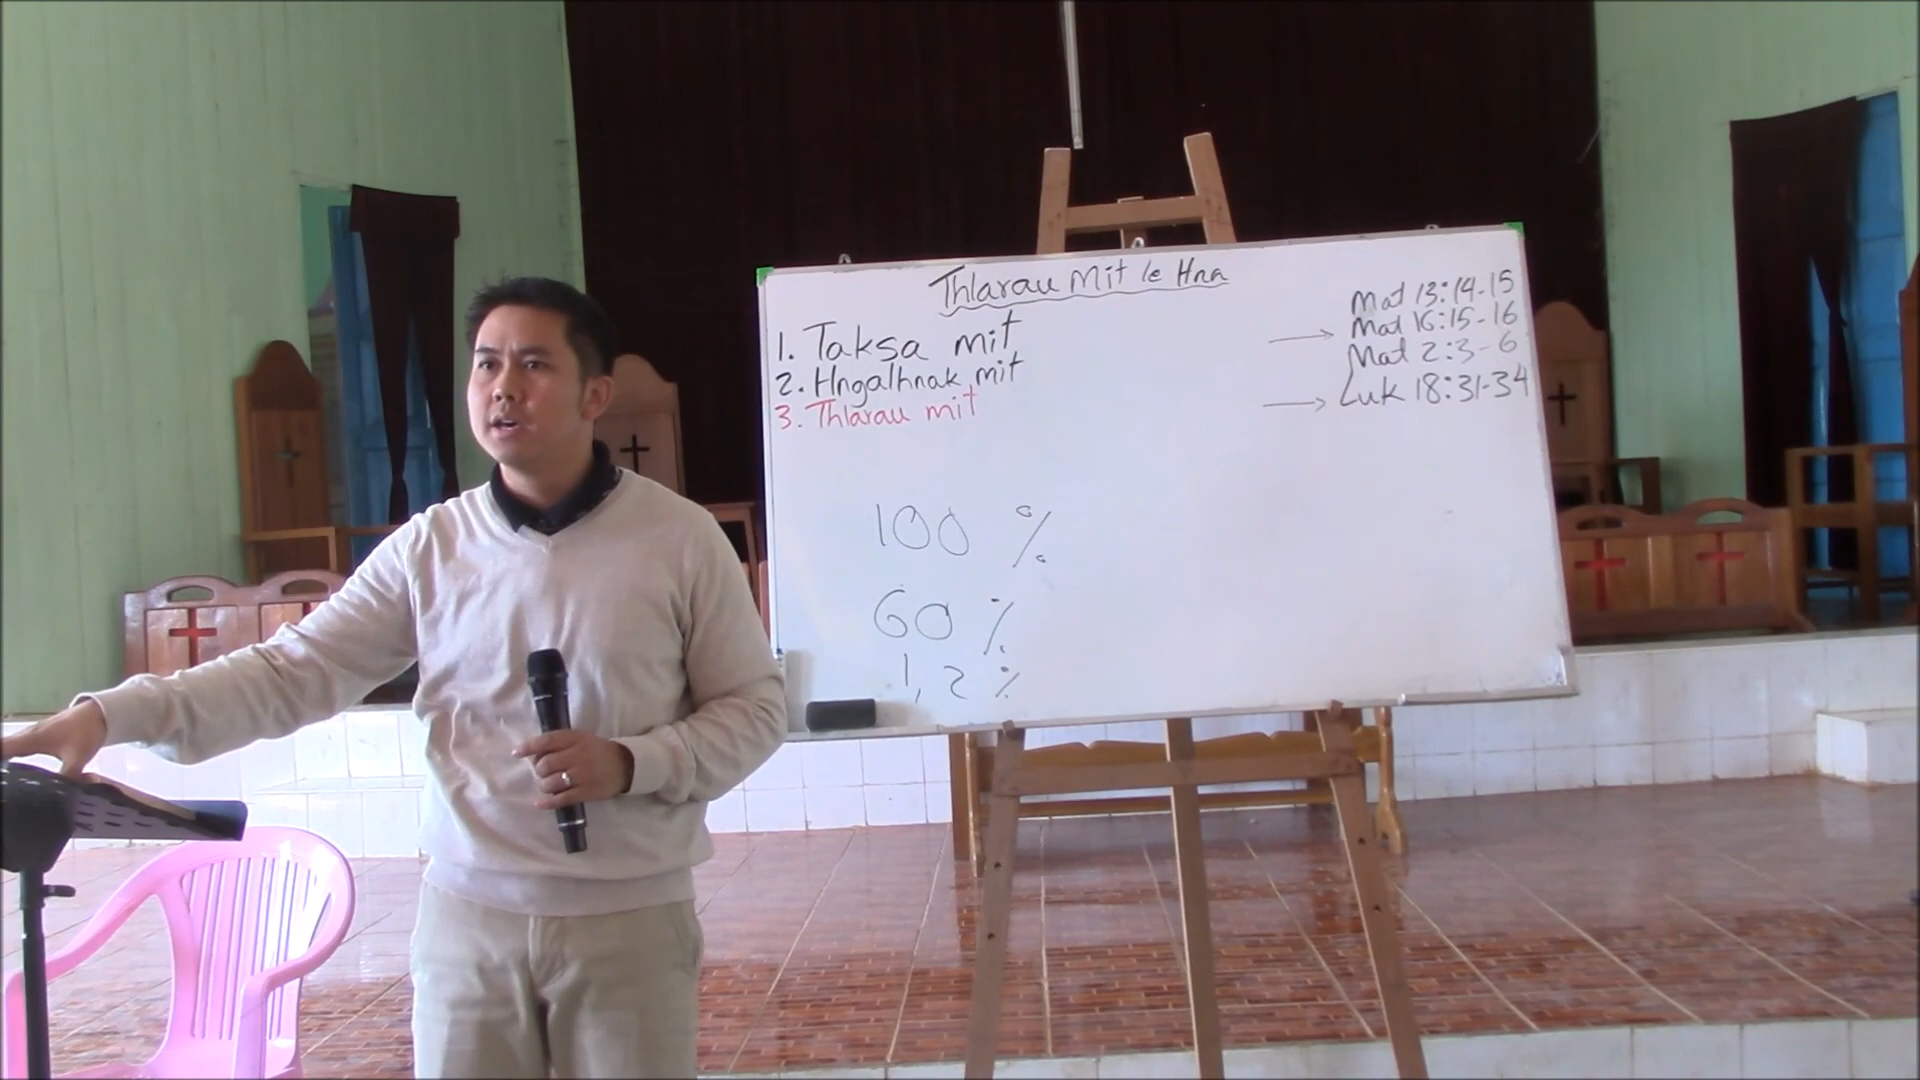 Thlarau Mit le Hna
1. Taksa mit
2. Hngalhnak mit
3. Thlarau mit
Mat 13:14-15
→ Mat 16:15-16
Mat 2:3-6
→ Luk 18:31-34
100 %
60 %
1,2 %